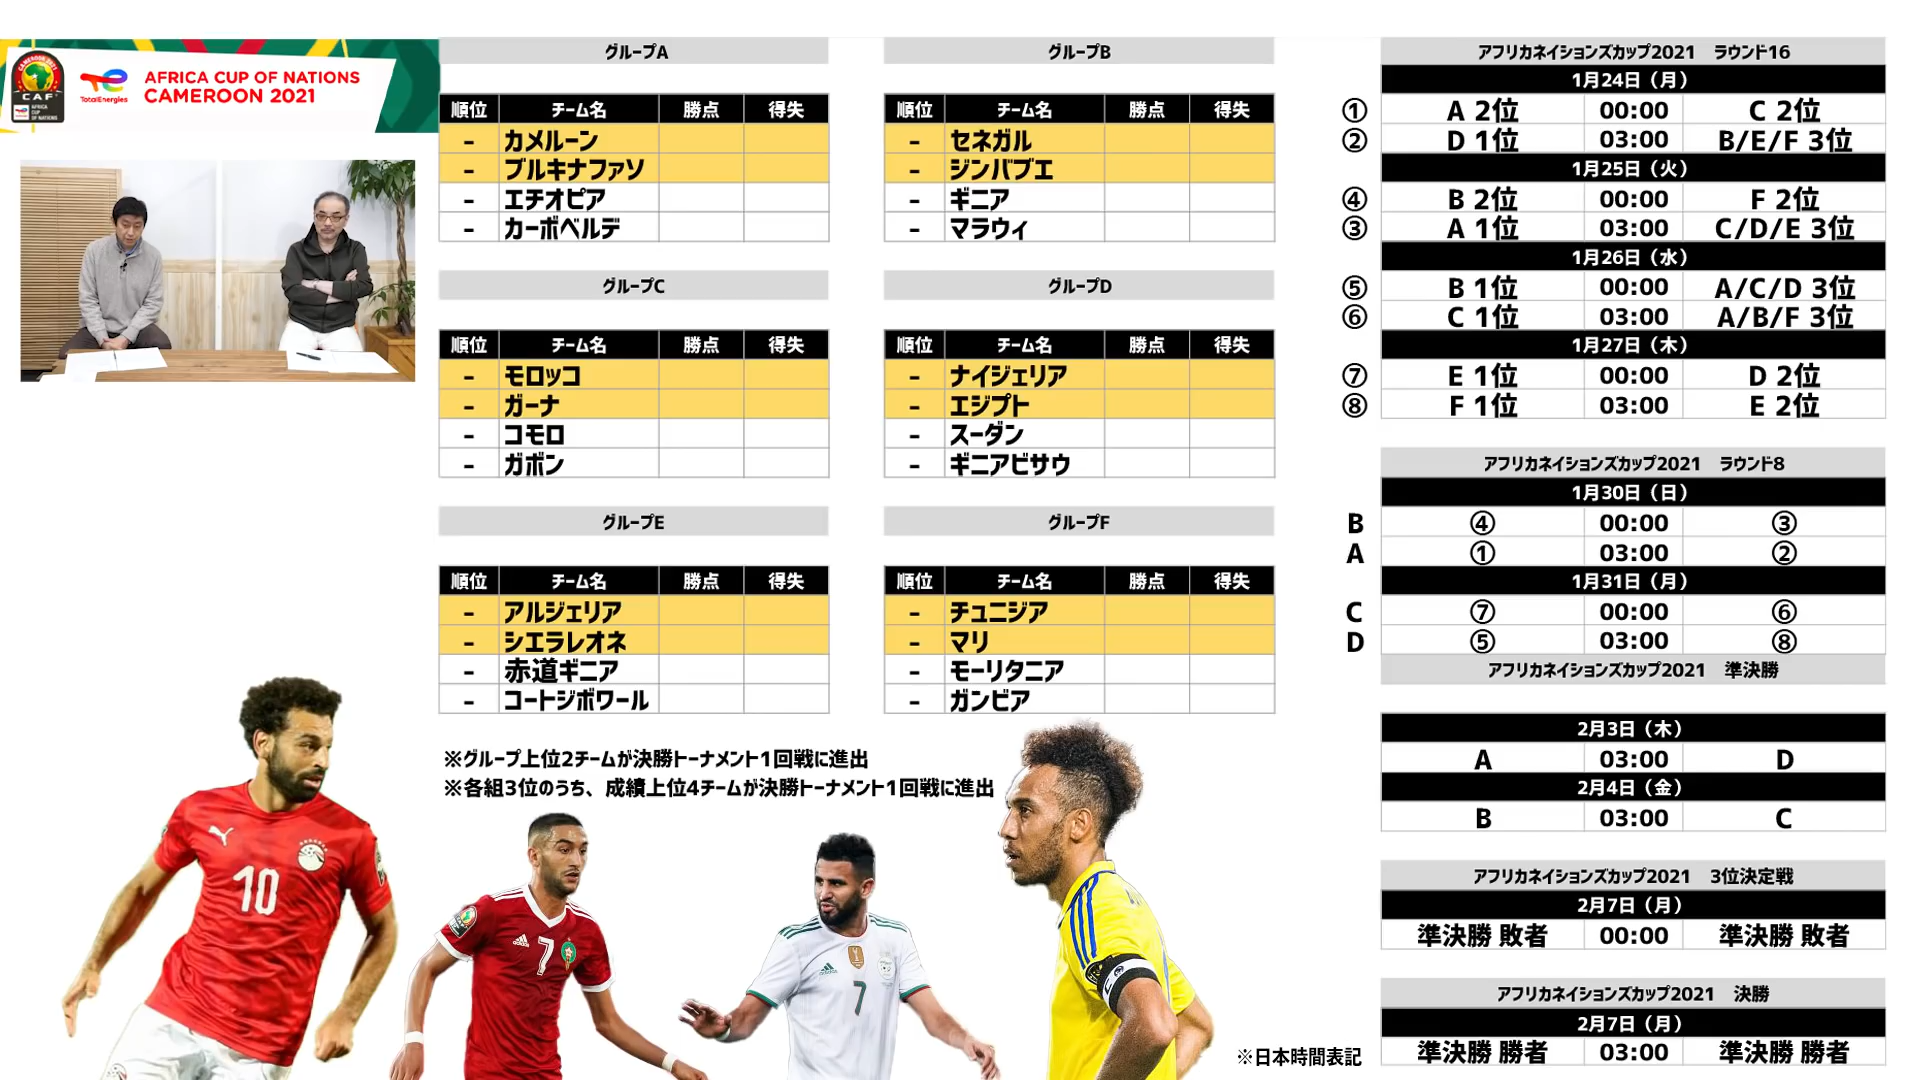 AFRICA CUP OF NATIONS
CAMEROON 2021
CAF
TotalEnergies
AFRICA
CUP
OF NATIONS
グループA
順位 チーム名 勝点 得失
- カメルーン
- ブルキナファソ
- エチオピア
- カーボベルデ
グループB
順位 チーム名 勝点 得失
- セネガル
- ジンバブエ
- ギニア
- マラウィ
グループC
順位 チーム名 勝点 得失
- モロッコ
- ガーナ
- コモロ
- ガボン
グループD
順位 チーム名 勝点 得失
- ナイジェリア
- エジプト
- スーダン
- ギニアビサウ
グループE
順位 チーム名 勝点 得失
- アルジェリア
- シエラレオネ
- 赤道ギニア
- コートジボワール
グループF
順位 チーム名 勝点 得失
- チュニジア
- マリ
- モーリタニア
- ガンビア
※グループ上位2チームが決勝トーナメント1回戦に進出
※各組3位のうち、成績上位4チームが決勝トーナメント1回戦に進出
アフリカネイションズカップ2021 ラウンド16
1月24日（月）
① A 2位 00:00 C 2位
② D 1位 03:00 B/E/F 3位
1月25日（火）
④ B 2位 00:00 F 2位
③ A 1位 03:00 C/D/E 3位
1月26日（水）
⑤ B 1位 00:00 A/C/D 3位
⑥ C 1位 03:00 A/B/F 3位
1月27日（木）
⑦ E 1位 00:00 D 2位
⑧ F 1位 03:00 E 2位
アフリカネイションズカップ2021 ラウンド8
1月30日（日）
B ④ 00:00 ③
A ① 03:00 ②
1月31日（月）
C ⑦ 00:00 ⑥
D ⑤ 03:00 ⑧
アフリカネイションズカップ2021 準決勝
2月3日（木）
A 03:00 D
2月4日（金）
B 03:00 C
アフリカネイションズカップ2021 3位決定戦
2月7日（月）
準決勝 敗者 00:00 準決勝 敗者
アフリカネイションズカップ2021 決勝
2月7日（月）
準決勝 勝者 03:00 準決勝 勝者
※日本時間表記
10
7
adidas
7
adidas